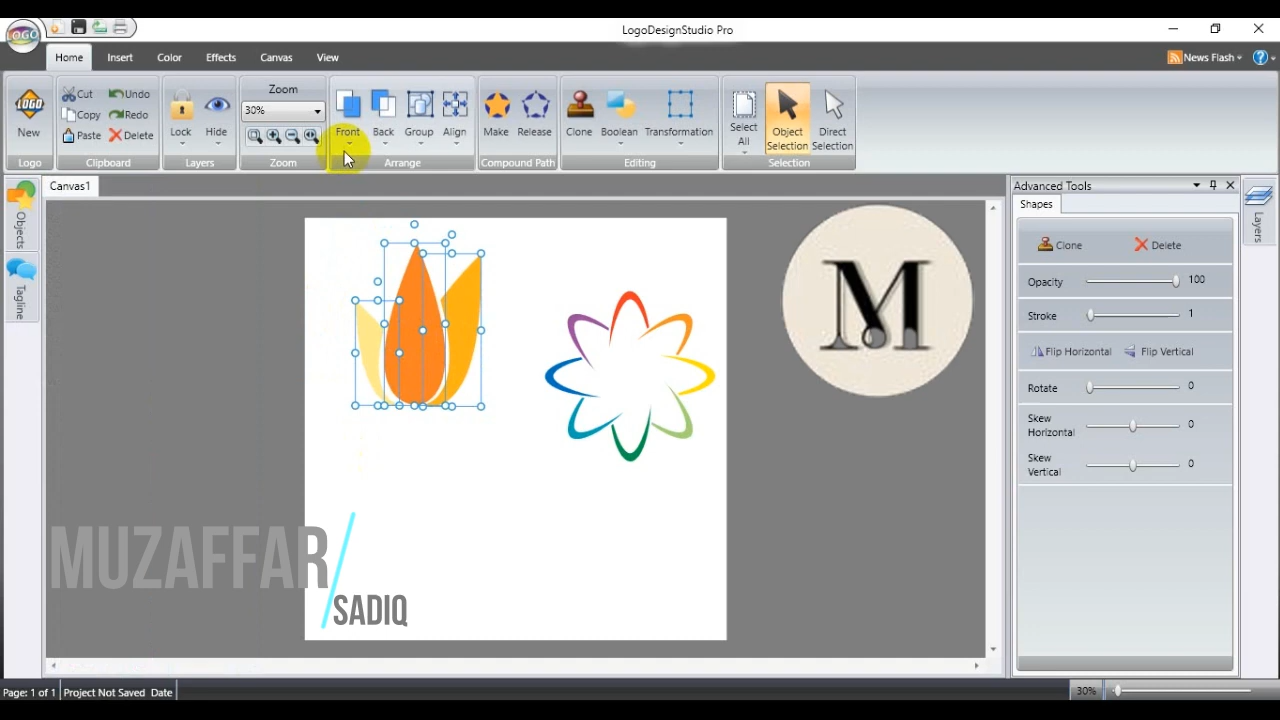 LOGO
LogoDesignStudio Pro
Home Insert Color Effects Canvas View
News Flash
?
LOGO
New
Logo
Cut Undo
Copy Redo
Paste Delete
Clipboard
Lock Hide
Layers
Zoom
30%
Zoom
Front Back Group Align
Arrange
Make Release
Compound Path
Clone Boolean Transformation
Editing
Select All
Object Selection
Direct Selection
Selection
Objects
Tagline
Canvas1
M
MUZAFFAR
SADIQ
Advanced Tools
Shapes
Clone Delete
Opacity 100
Stroke 1
Flip Horizontal Flip Vertical
Rotate 0
Skew Horizontal 0
Skew Vertical 0
Layers
Page: 1 of 1 Project Not Saved Date
30%